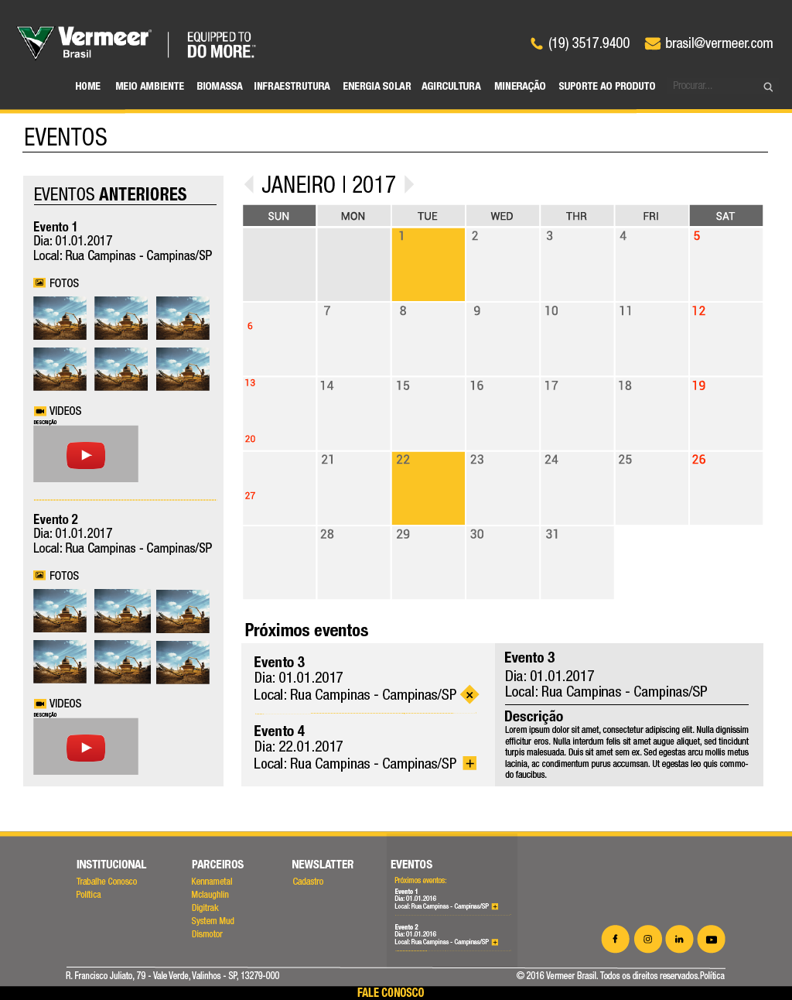 Vermeer®
Brasil
EQUIPPED TO
DO MORE.™
(19) 3517.9400
brasil@vermeer.com
HOME MEIO AMBIENTE BIOMASSA INFRAESTRUTURA ENERGIA SOLAR AGIRCULTURA MINERAÇÃO SUPORTE AO PRODUTO Procurar...
EVENTOS
EVENTOS ANTERIORES
Evento 1
Dia: 01.01.2017
Local: Rua Campinas - Campinas/SP
FOTOS
VIDEOS
DESCRIÇÃO
Evento 2
Dia: 01.01.2017
Local: Rua Campinas - Campinas/SP
FOTOS
VIDEOS
DESCRIÇÃO
JANEIRO | 2017
SUN MON TUE WED THR FRI SAT
1 2 3 4 5
6 7 8 9 10 11 12
13 14 15 16 17 18 19
20 21 22 23 24 25 26
27 28 29 30 31
Próximos eventos
Evento 3
Dia: 01.01.2017
Local: Rua Campinas - Campinas/SP
Evento 4
Dia: 22.01.2017
Local: Rua Campinas - Campinas/SP
Evento 3
Dia: 01.01.2017
Local: Rua Campinas - Campinas/SP
Descrição
Lorem ipsum dolor sit amet, consectetur adipiscing elit. Nulla dignissim
efficitur eros. Nulla interdum felis sit amet augue aliquet, sed tincidunt
turpis malesuada. Duis sit amet sem ex. Sed egestas arcu mollis metus
lacinia, ac condimentum purus accumsan. Ut egestas leo quis commo-
do faucibus.
INSTITUCIONAL
Trabalhe Conosco
Política
PARCEIROS
Kennametal
Mclaughlin
Digitrak
System Mud
Dismotor
NEWSLATTER
Cadastro
EVENTOS
Próximos eventos:
Evento 1
Dia: 01.01.2016
Local: Rua Campinas - Campinas/SP
Evento 2
Dia: 01.01.2016
Local: Rua Campinas - Campinas/SP
R. Francisco Juliato, 79 - Vale Verde, Valinhos - SP, 13279-000
© 2016 Vermeer Brasil. Todos os direitos reservados.Política
FALE CONOSCO